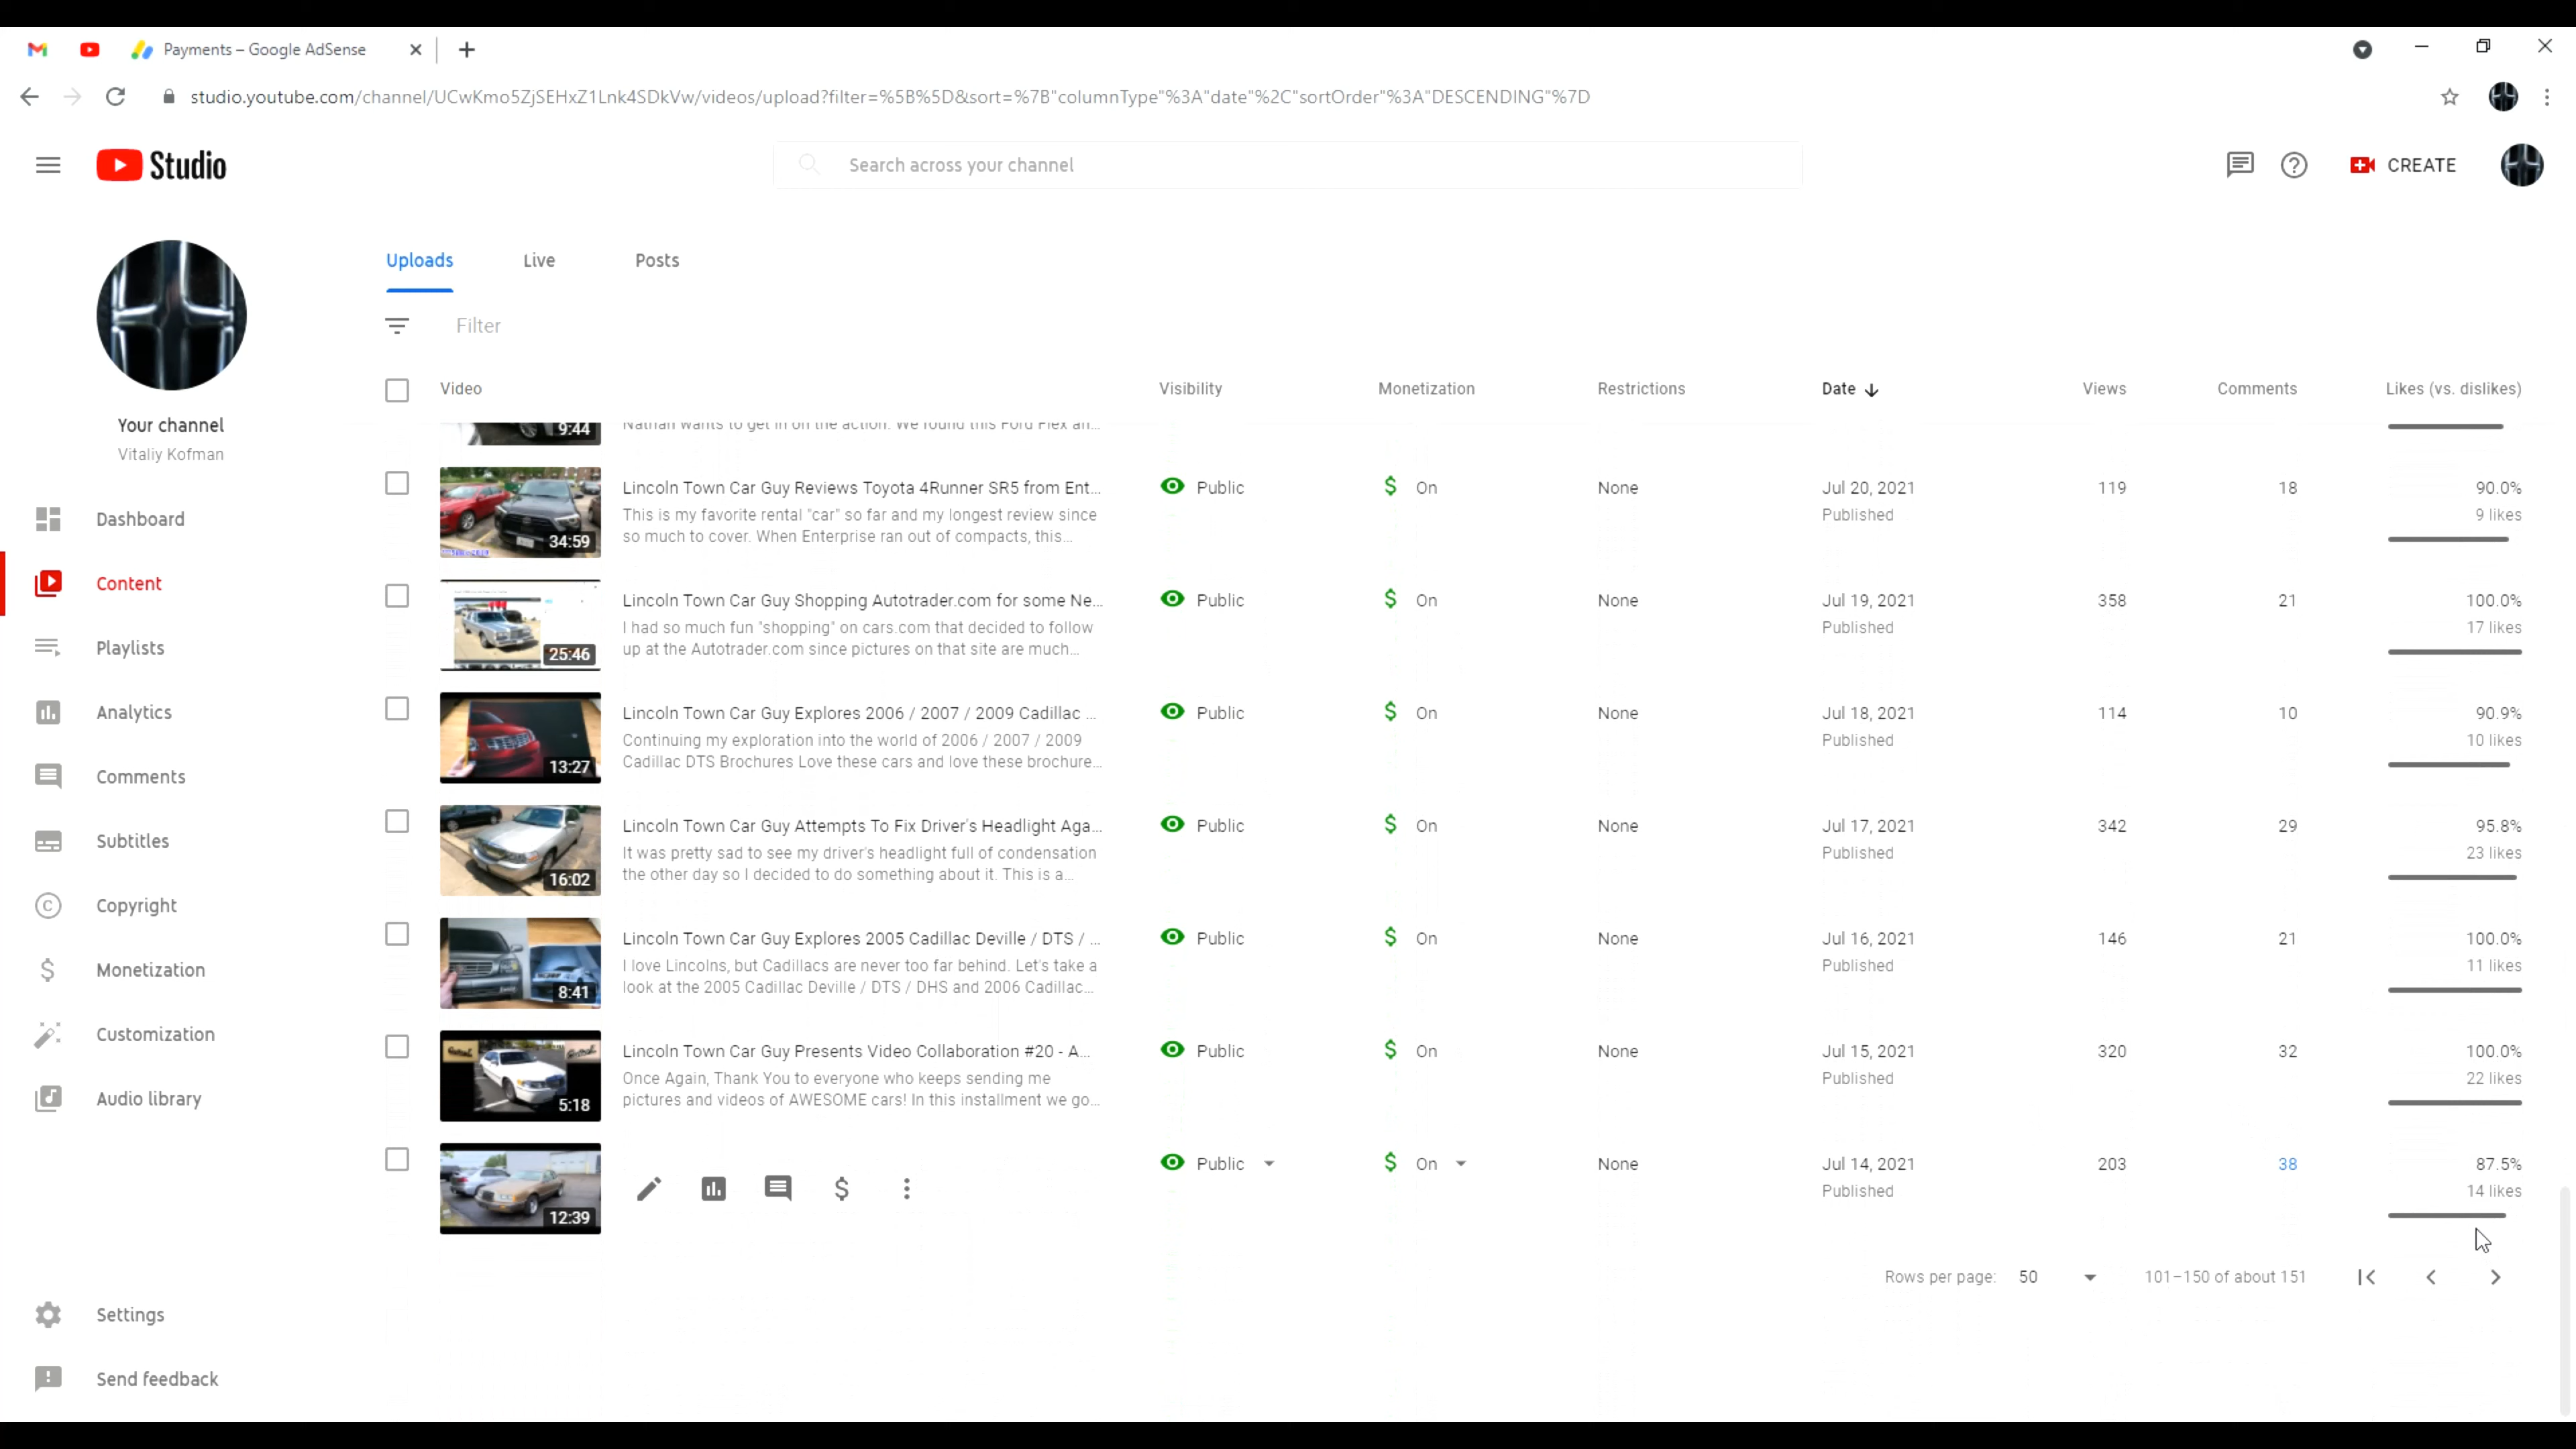 Payments – Google AdSense
studio.youtube.com/channel/UCwKmo5ZjSEHxZ1Lnk4SDkVw/videos/upload?filter=%5B%5D&sort=%7B"columnType"%3A"date"%2C"sortOrder"%3A"DESCENDING"%7D
Studio
Search across your channel
CREATE
Your channel
Vitaliy Kofman
Dashboard
Content
Playlists
Analytics
Comments
Subtitles
Copyright
Monetization
Customization
Audio library
Settings
Send feedback
Uploads Live Posts
Filter
Video Visibility Monetization Restrictions Date Views Comments Likes (vs. dislikes)
9:44 Nathan wants to get in on the action. We found this Ford Flex an...
Lincoln Town Car Guy Reviews Toyota 4Runner SR5 from Ent... Public On None Jul 20, 2021 119 18 90.0%
This is my favorite rental "car" so far and my longest review since Published 9 likes
34:59 so much to cover. When Enterprise ran out of compacts, this...
Lincoln Town Car Guy Shopping Autotrader.com for some Ne... Public On None Jul 19, 2021 358 21 100.0%
I had so much fun "shopping" on cars.com that decided to follow Published 17 likes
25:46 up at the Autotrader.com since pictures on that site are much...
Lincoln Town Car Guy Explores 2006 / 2007 / 2009 Cadillac ... Public On None Jul 18, 2021 114 10 90.9%
Continuing my exploration into the world of 2006 / 2007 / 2009 Published 10 likes
13:27 Cadillac DTS Brochures Love these cars and love these brochure...
Lincoln Town Car Guy Attempts To Fix Driver's Headlight Aga... Public On None Jul 17, 2021 342 29 95.8%
It was pretty sad to see my driver's headlight full of condensation Published 23 likes
16:02 the other day so I decided to do something about it. This is a...
Lincoln Town Car Guy Explores 2005 Cadillac Deville / DTS / ... Public On None Jul 16, 2021 146 21 100.0%
I love Lincolns, but Cadillacs are never too far behind. Let's take a Published 11 likes
8:41 look at the 2005 Cadillac Deville / DTS / DHS and 2006 Cadillac...
Lincoln Town Car Guy Presents Video Collaboration #20 - A... Public On None Jul 15, 2021 320 32 100.0%
Once Again, Thank You to everyone who keeps sending me Published 22 likes
5:18 pictures and videos of AWESOME cars! In this installment we go...
Public On None Jul 14, 2021 203 38 87.5%
Published 14 likes
12:39
Rows per page: 50 101–150 of about 151